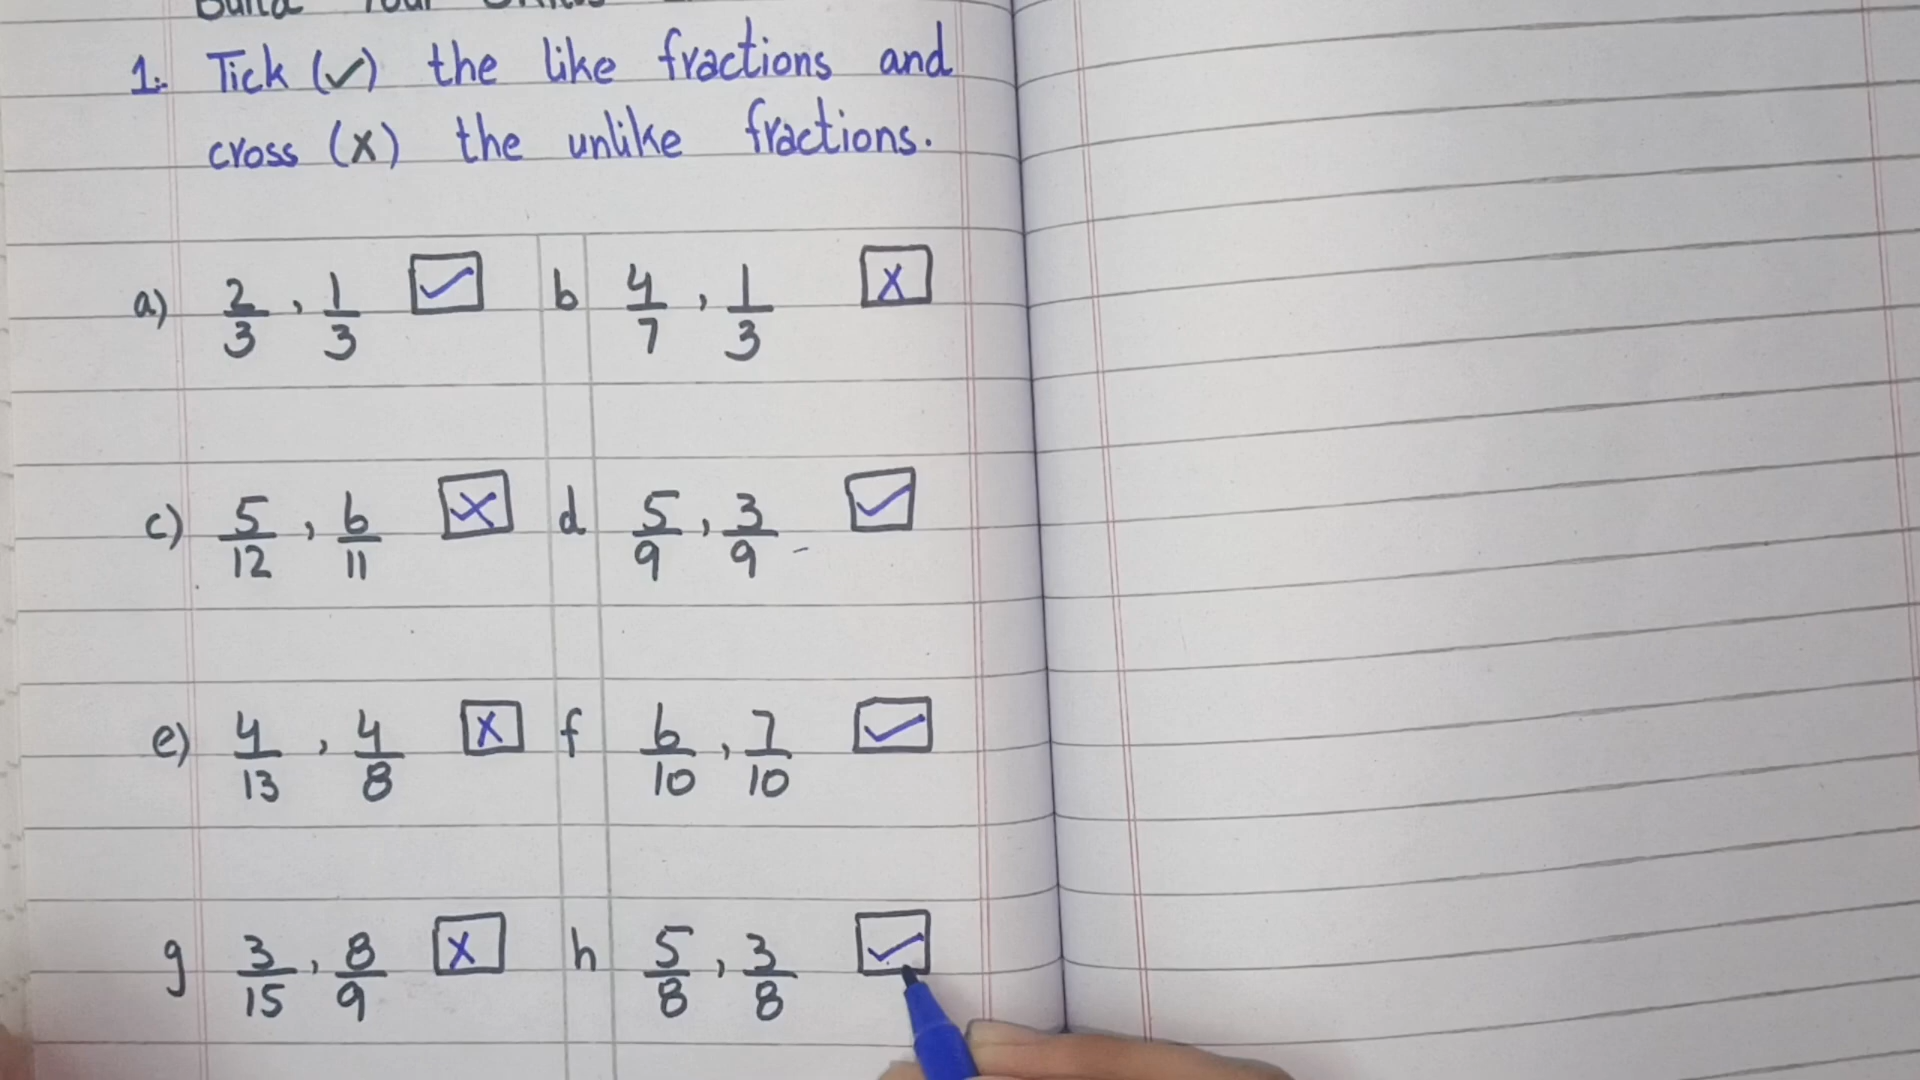 Build Your
1. Tick (✓) the like fractions and
cross (x) the unlike fractions.
a) 2/3 , 1/3 ✓ b 4/7 , 1/3 x
c) 5/12 , 6/11 x d 5/9 , 3/9 ✓
e) 4/13 , 4/8 x f 6/10 , 7/10 ✓
g 3/15 , 8/9 x h 5/8 , 3/8 ✓